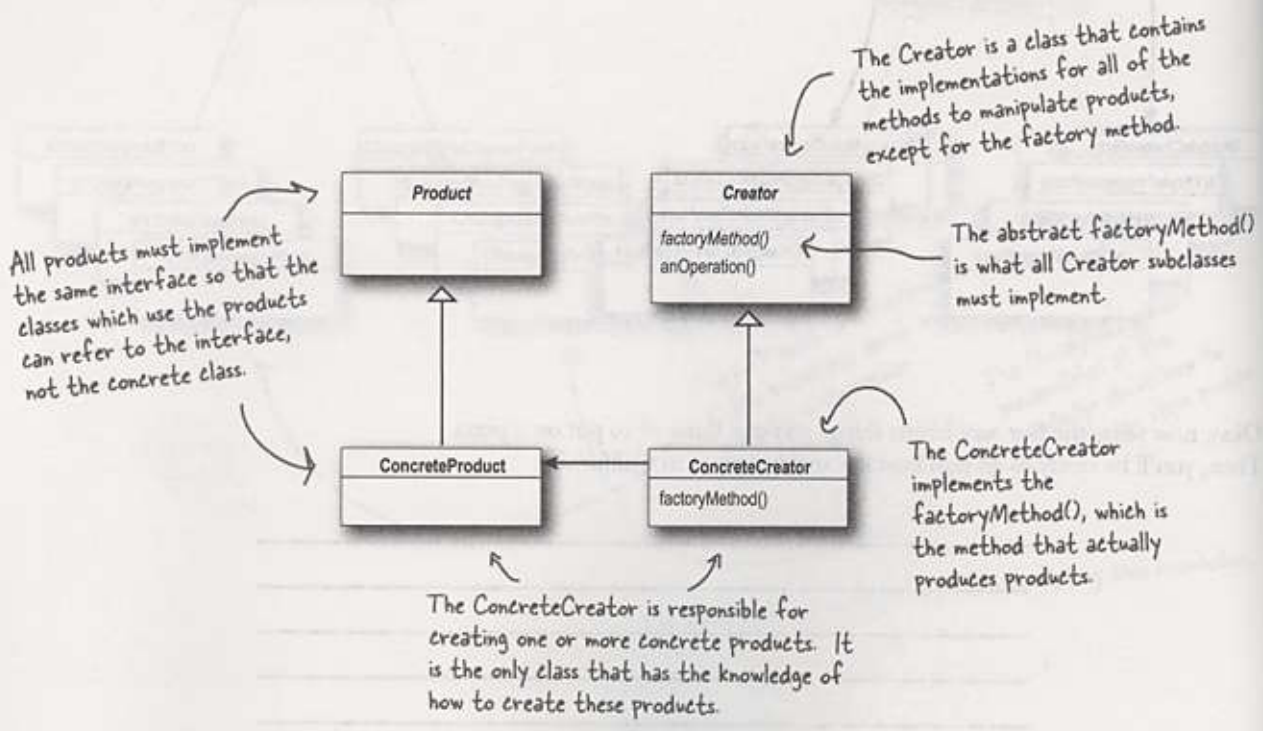 The Creator is a class that contains
the implementations for all of the
methods to manipulate products,
except for the factory method.
Product
Creator
factoryMethod()
anOperation()
The abstract factoryMethod()
is what all Creator subclasses
must implement.
All products must implement
the same interface so that the
classes which use the products
can refer to the interface,
not the concrete class.
ConcreteProduct
ConcreteCreator
factoryMethod()
The ConcreteCreator
implements the
factoryMethod(), which is
the method that actually
produces products.
The ConcreteCreator is responsible for
creating one or more concrete products. It
is the only class that has the knowledge of
how to create these products.